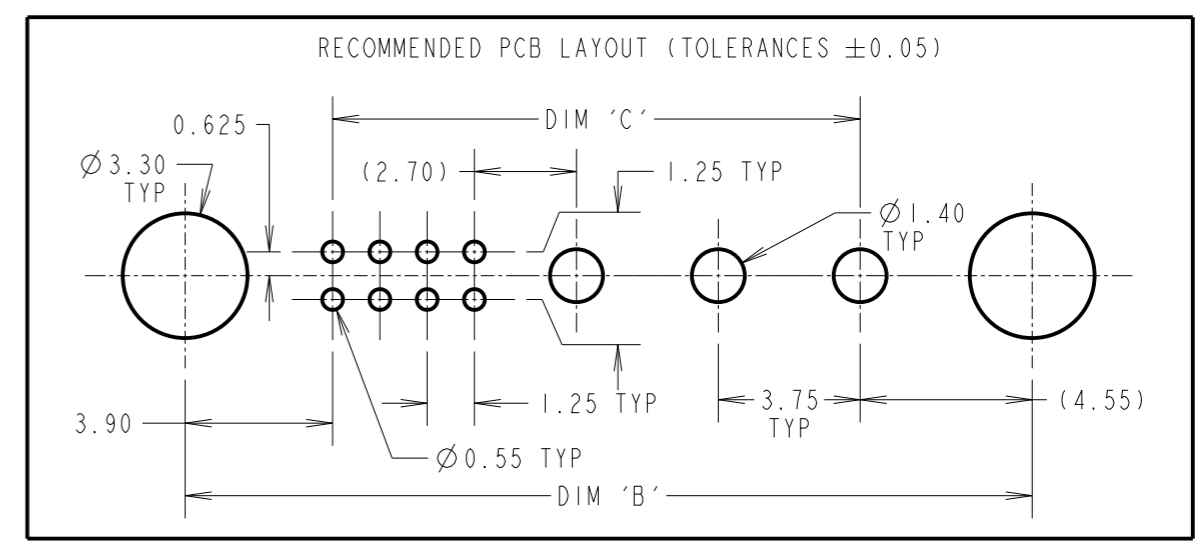 RECOMMENDED PCB LAYOUT (TOLERANCES ±0.05)
DIM 'C'
0.625
Ø3.30
TYP
(2.70)
1.25 TYP
Ø1.40
TYP
3.90
1.25 TYP
3.75
TYP
(4.55)
Ø0.55 TYP
DIM 'B'